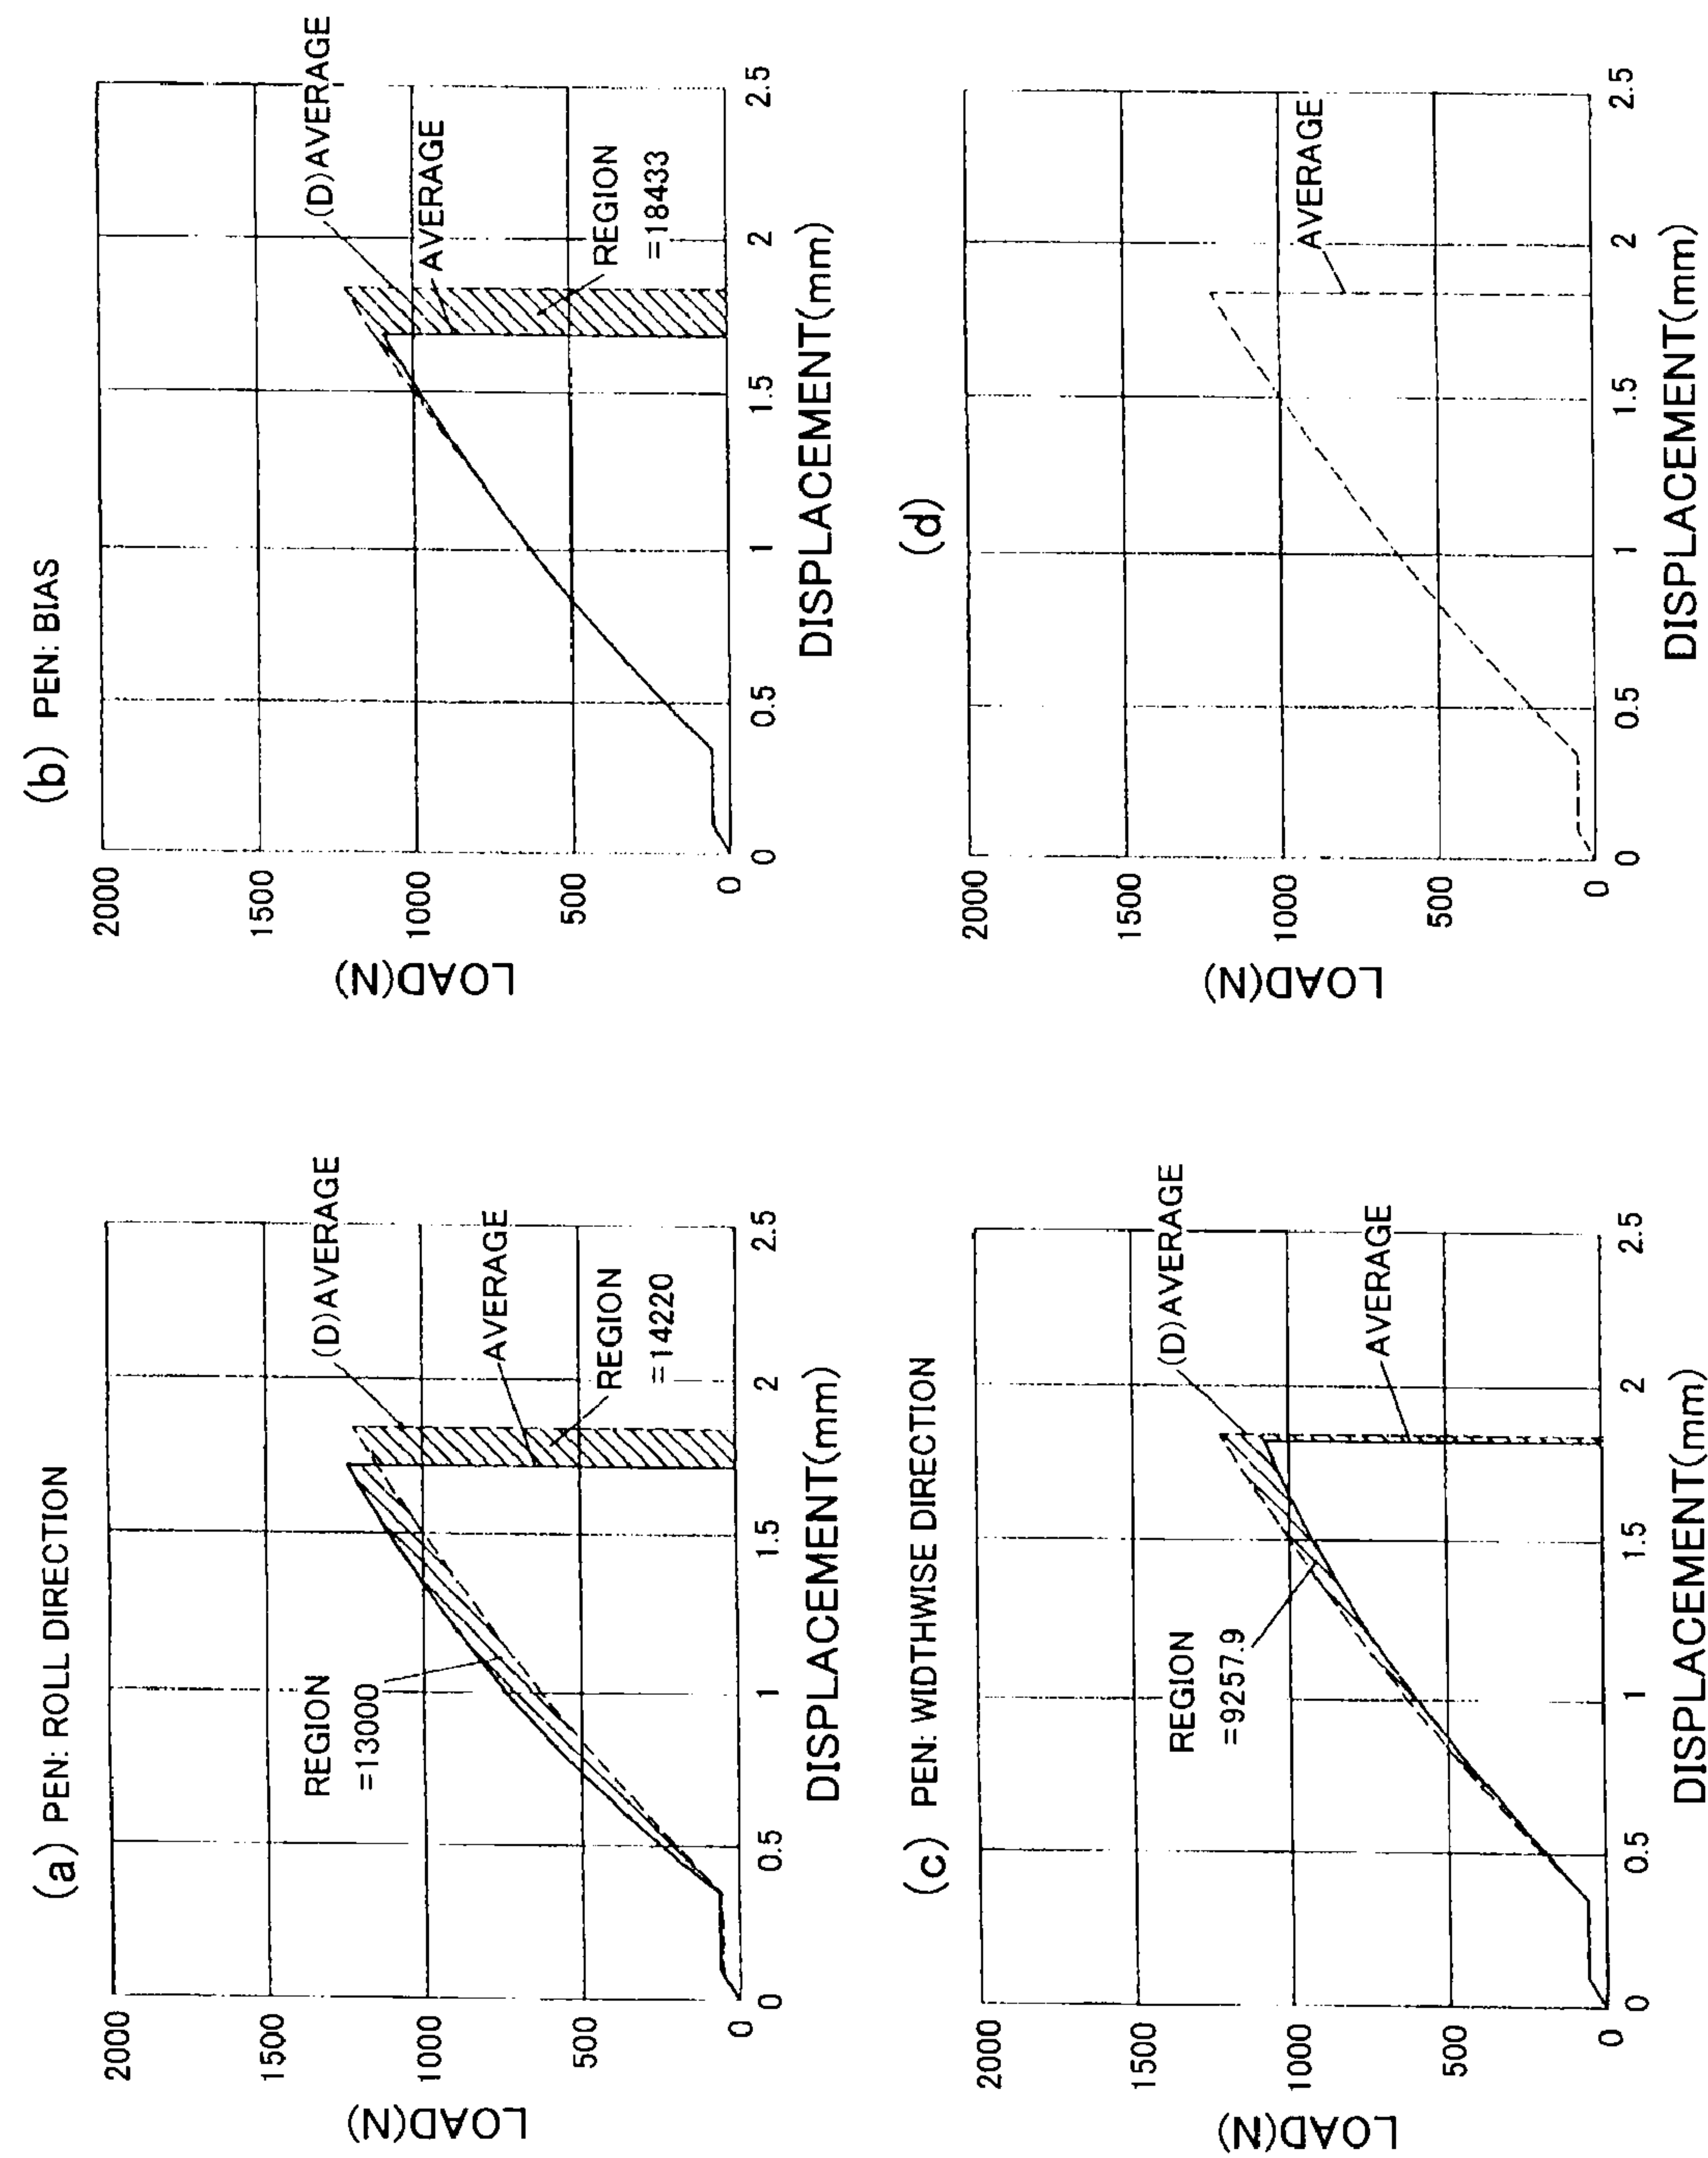 (a) PEN: ROLL DIRECTION
2000
1500
1000
500
0
LOAD(N)
0
0.5
1
1.5
2
2.5
DISPLACEMENT(mm)
REGION
=13000
(D)AVERAGE
AVERAGE
REGION
=14220
(b) PEN: BIAS
2000
1500
1000
500
0
LOAD(N)
0
0.5
1
1.5
2
2.5
DISPLACEMENT(mm)
(D)AVERAGE
AVERAGE
REGION
=18433
(c) PEN: WIDTHWISE DIRECTION
2000
1500
1000
500
0
LOAD(N)
0
0.5
1
1.5
2
2.5
DISPLACEMENT(mm)
REGION
=9257.9
(D)AVERAGE
AVERAGE
(d)
2000
1500
1000
500
0
LOAD(N)
0
0.5
1
1.5
2
2.5
DISPLACEMENT(mm)
AVERAGE